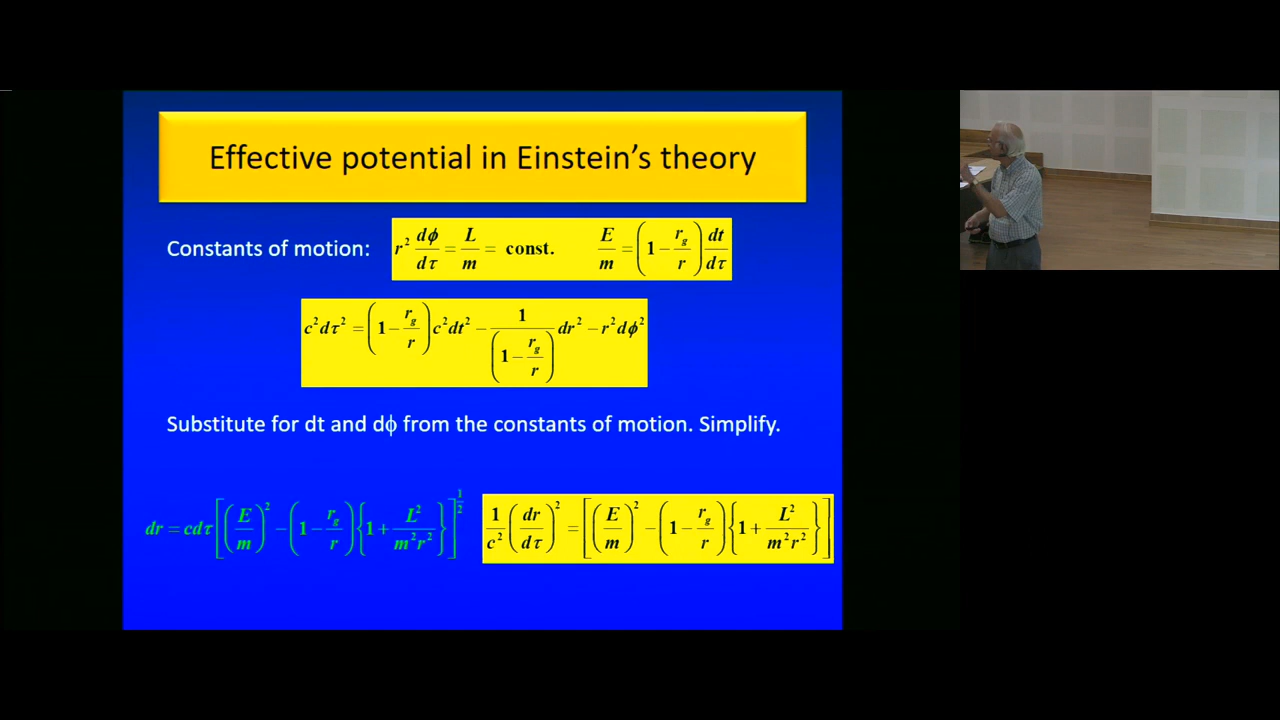 Effective potential in Einstein's theory
Constants of motion: r² dϕ/dτ = L/m = const. E/m = (1 − r_g/r) dt/dτ
c²dτ² = (1 − r_g/r) c²dt² − 1/(1 − r_g/r) dr² − r²dϕ²
Substitute for dt and dϕ from the constants of motion. Simplify.
dr = cdτ [(E/m)² − (1 − r_g/r) {1 + L²/m²r²}]^(1/2) 1/c² (dr/dτ)² = [(E/m)² − (1 − r_g/r) {1 + L²/m²r²}]